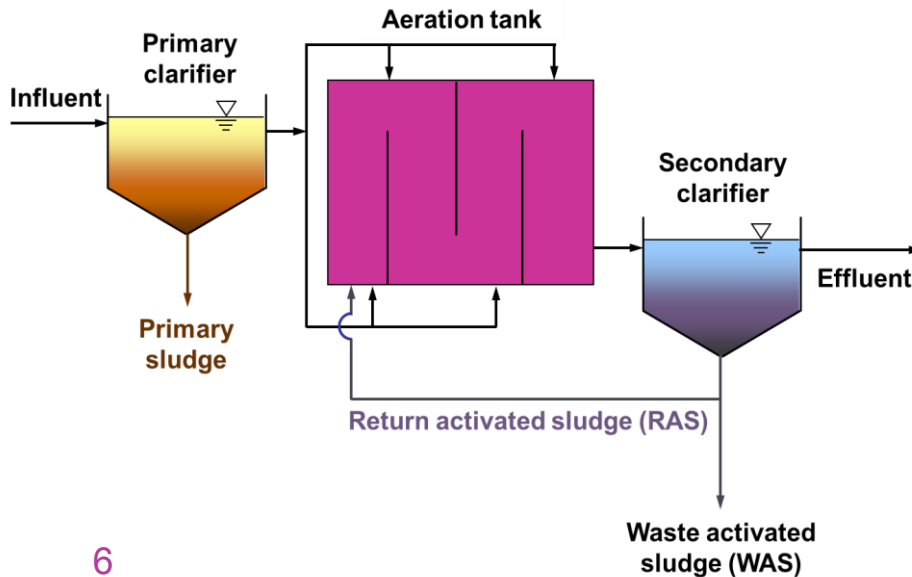 Aeration tank
Primary
clarifier
Influent
Secondary
clarifier
Effluent
Primary
sludge
Return activated sludge (RAS)
Waste activated
sludge (WAS)
6